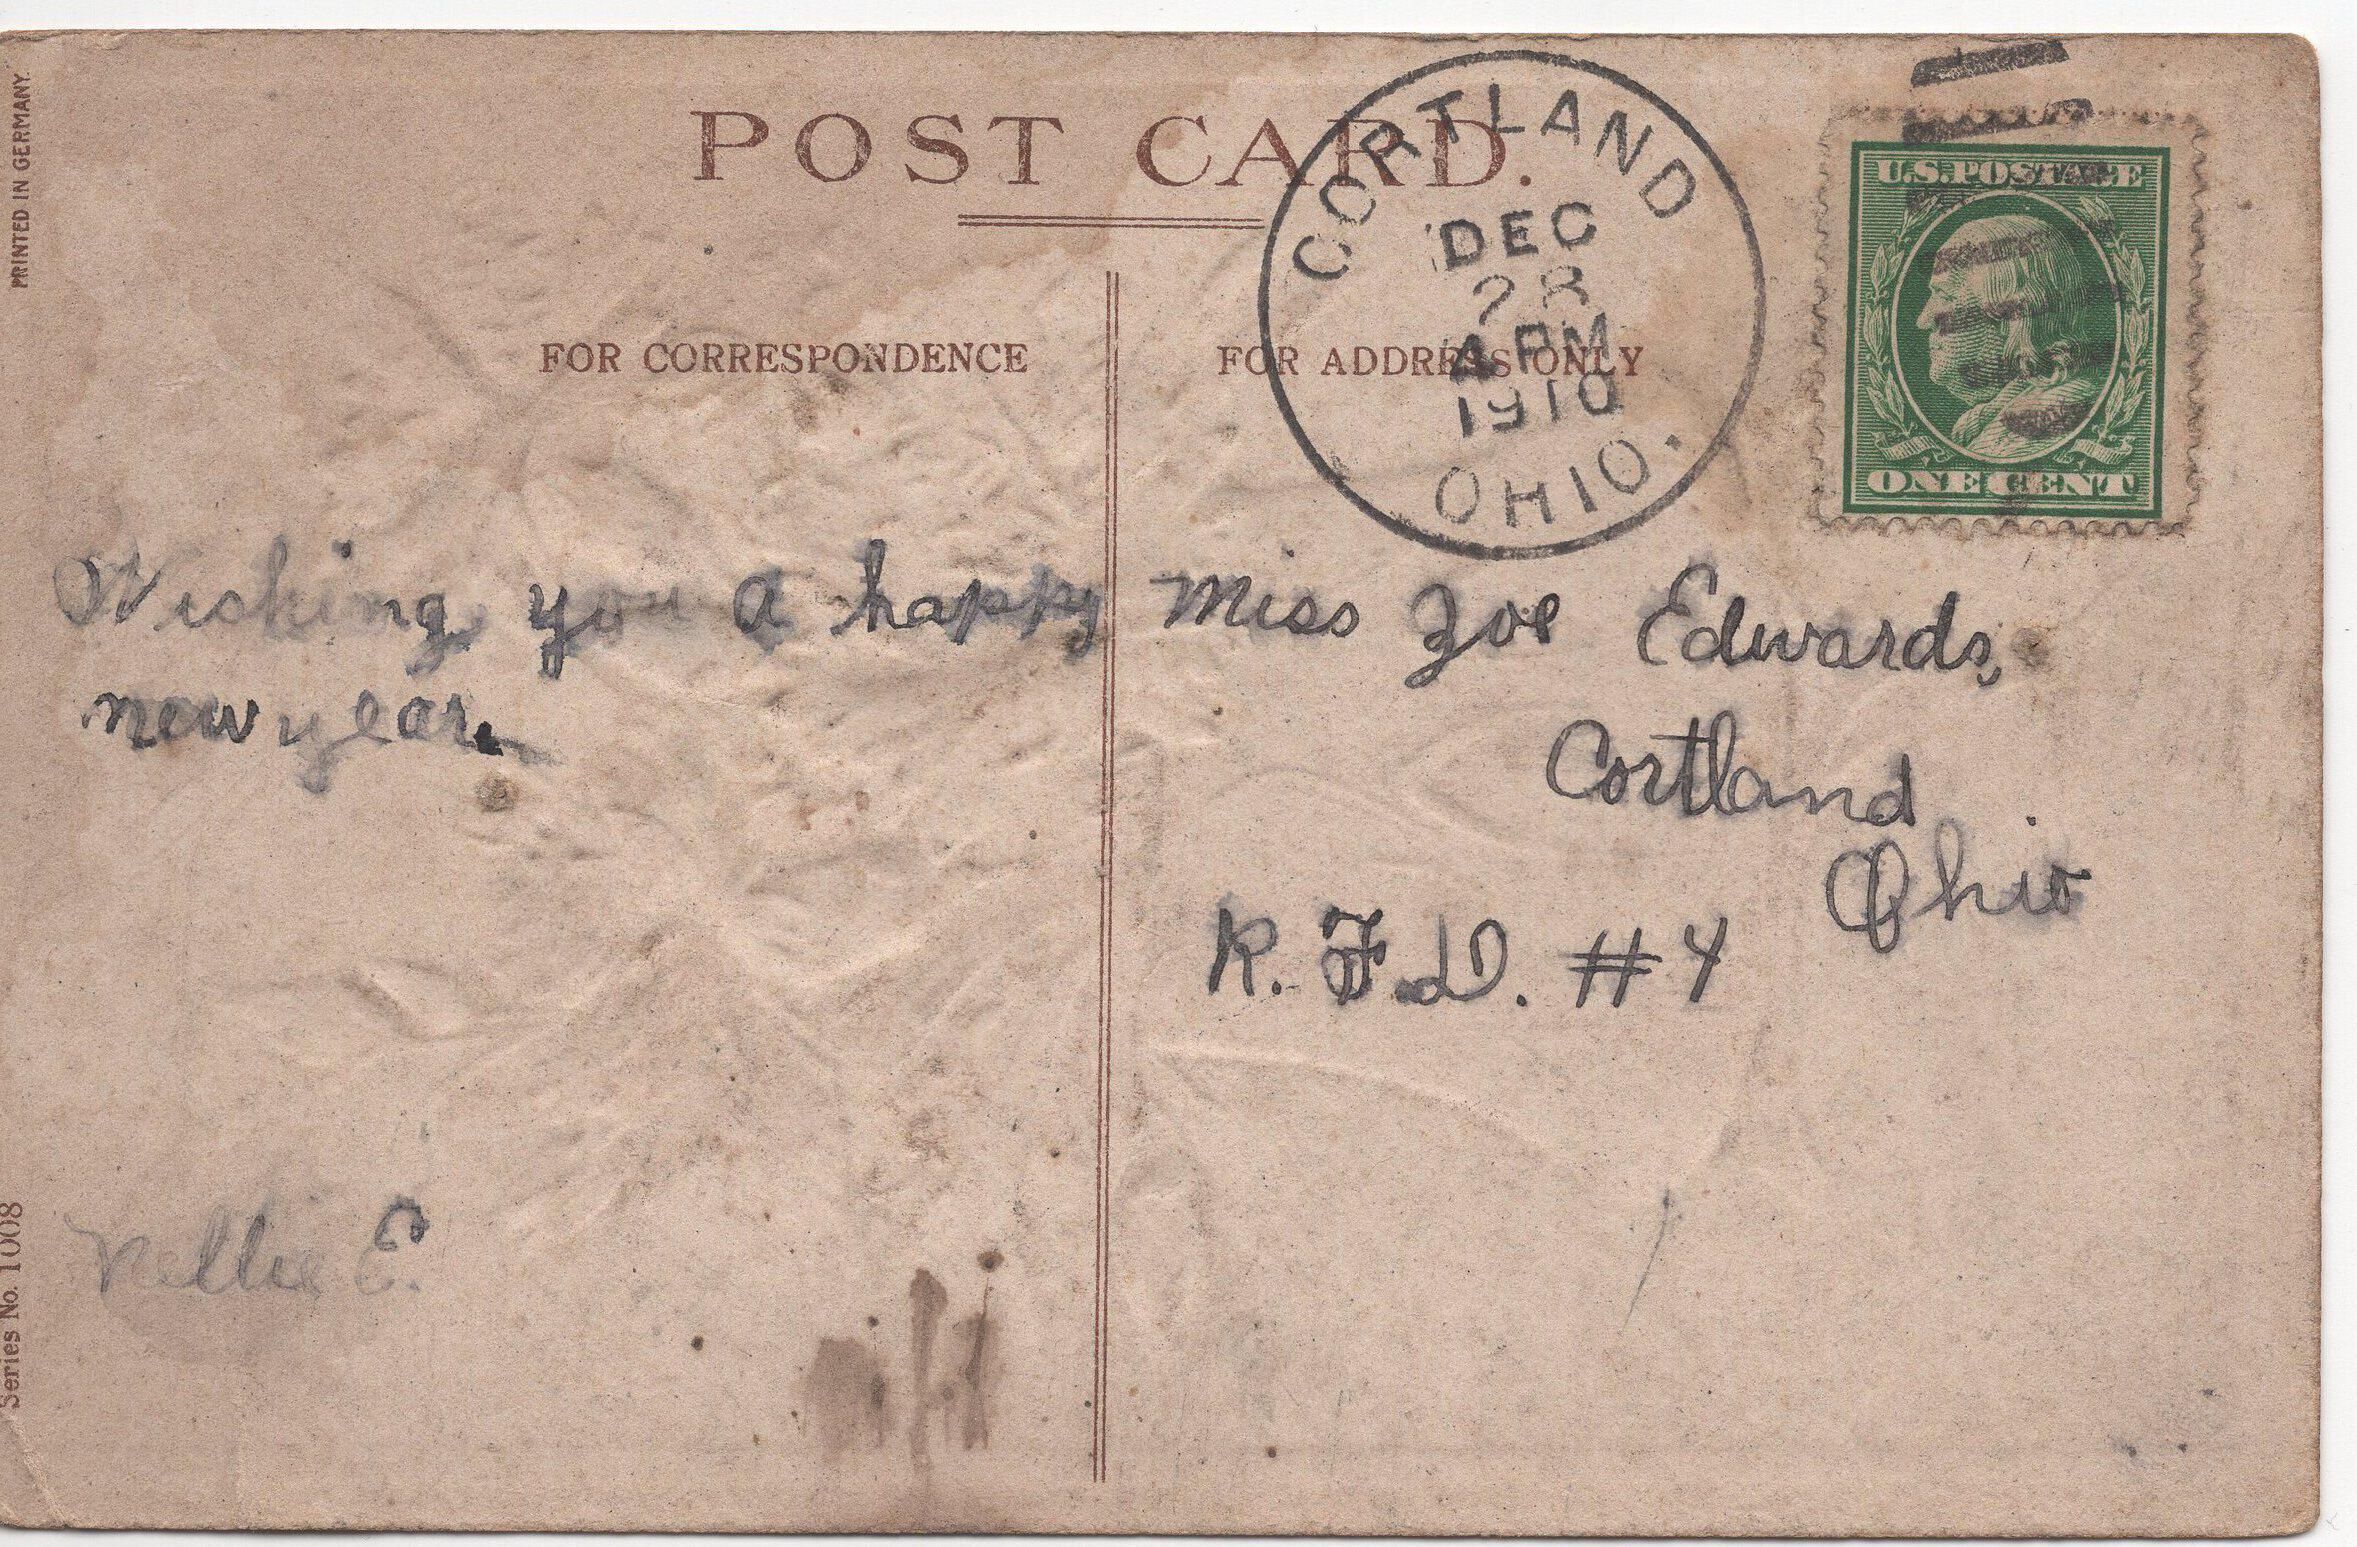 PRINTED IN GERMANY.
POST CARD.
CORTLAND
DEC
28
4 PM
1910
OHIO.
U.S. POSTAGE
ONE CENT
FOR CORRESPONDENCE
FOR ADDRESS ONLY
Wishing you a happy
new year.
Nellie E.
Miss Zoe Edwards,
Cortland
Ohio
R. F. D. #4
Series No. 1008